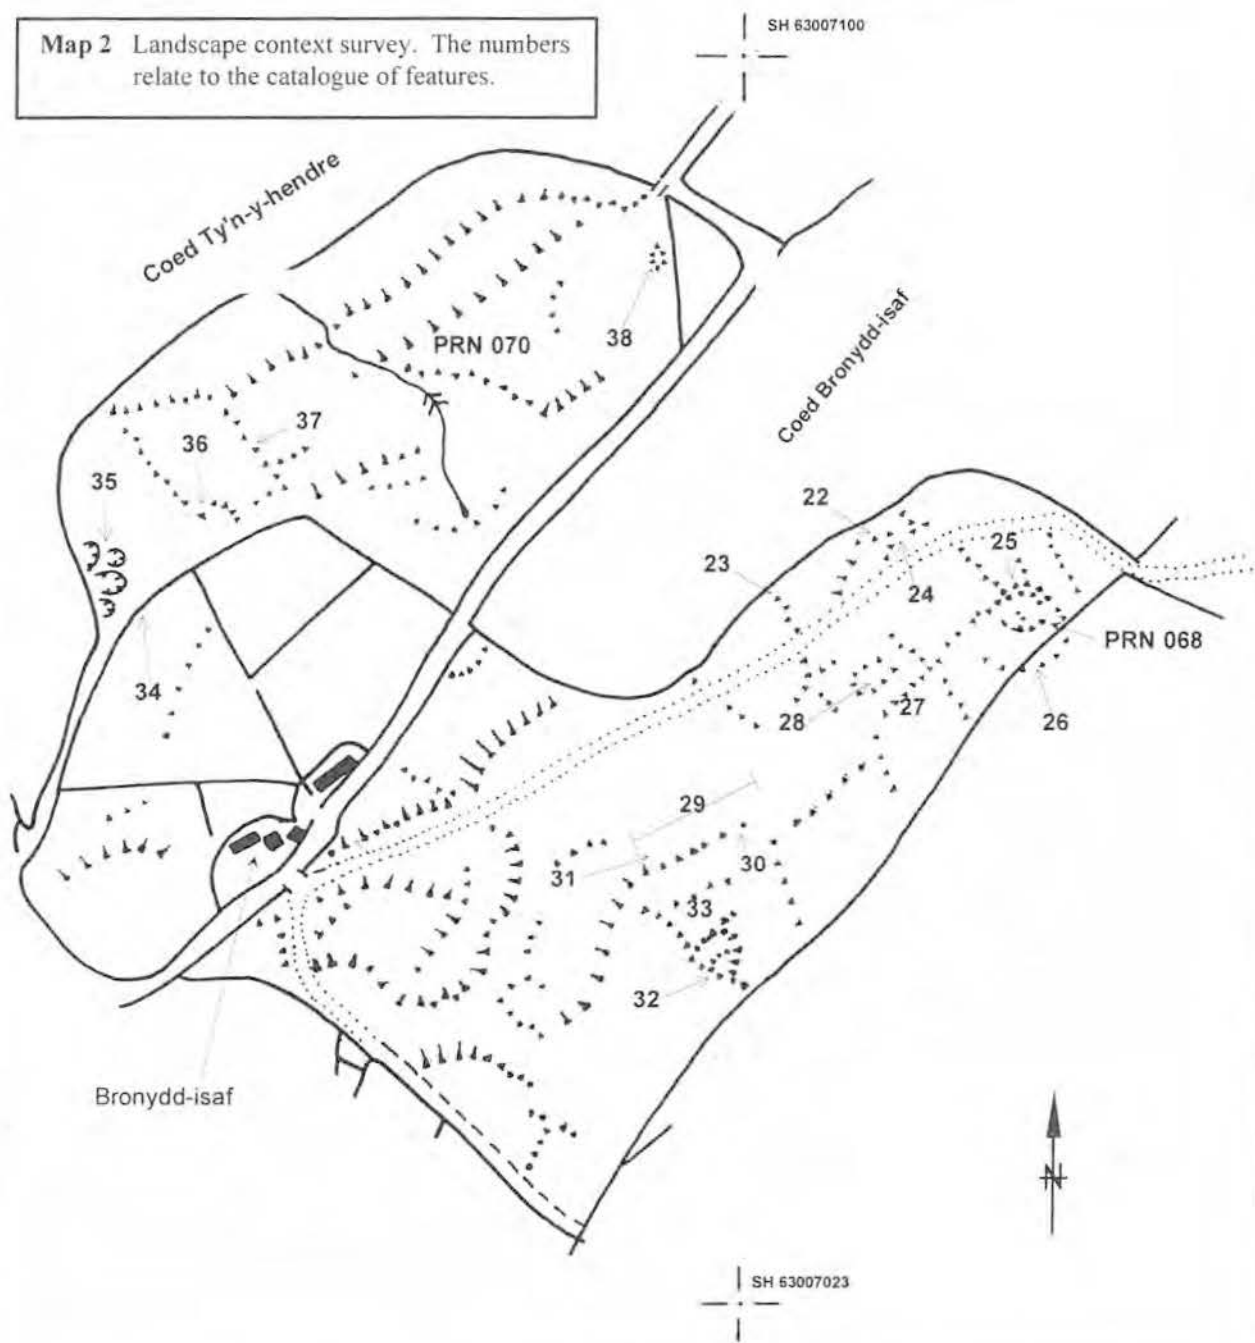 Map 2 Landscape context survey. The numbers
relate to the catalogue of features.
SH 63007100
Coed Ty'n-y-hendre
38
PRN 070
Coed Bronydd-isaf
37
36
35
22
25
23
24
PRN 068
34
28
27
26
29
31
30
33
32
Bronydd-isaf
N
SH 63007023